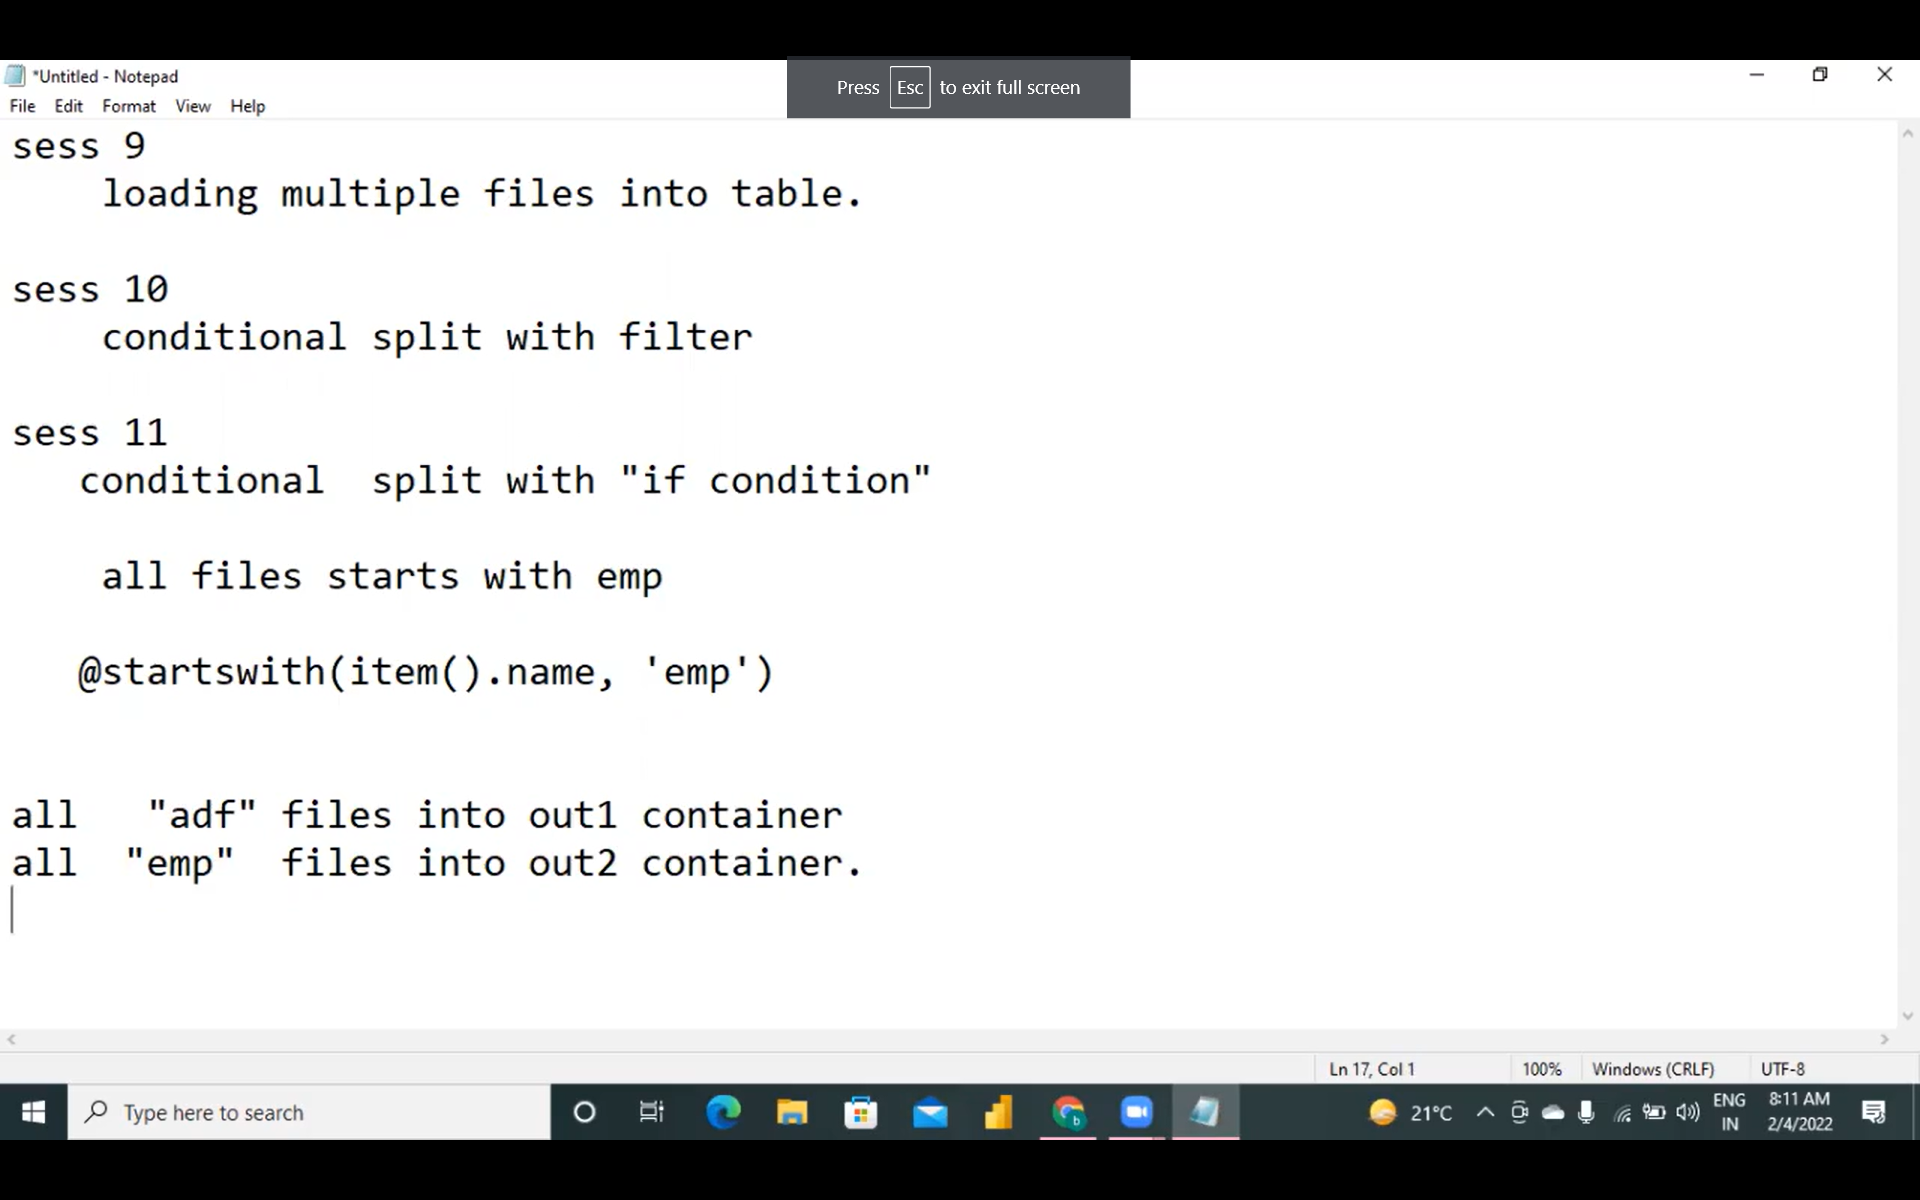 *Untitled - Notepad
Press Esc to exit full screen
File Edit Format View Help
sess 9
loading multiple files into table.
sess 10
conditional split with filter
sess 11
conditional  split with "if condition"
all files starts with emp
@startswith(item().name, 'emp')
all   "adf" files into out1 container
all  "emp"  files into out2 container.
Ln 17, Col 1 100% Windows (CRLF) UTF-8
Type here to search 21°C ENG 8:11 AM
IN 2/4/2022